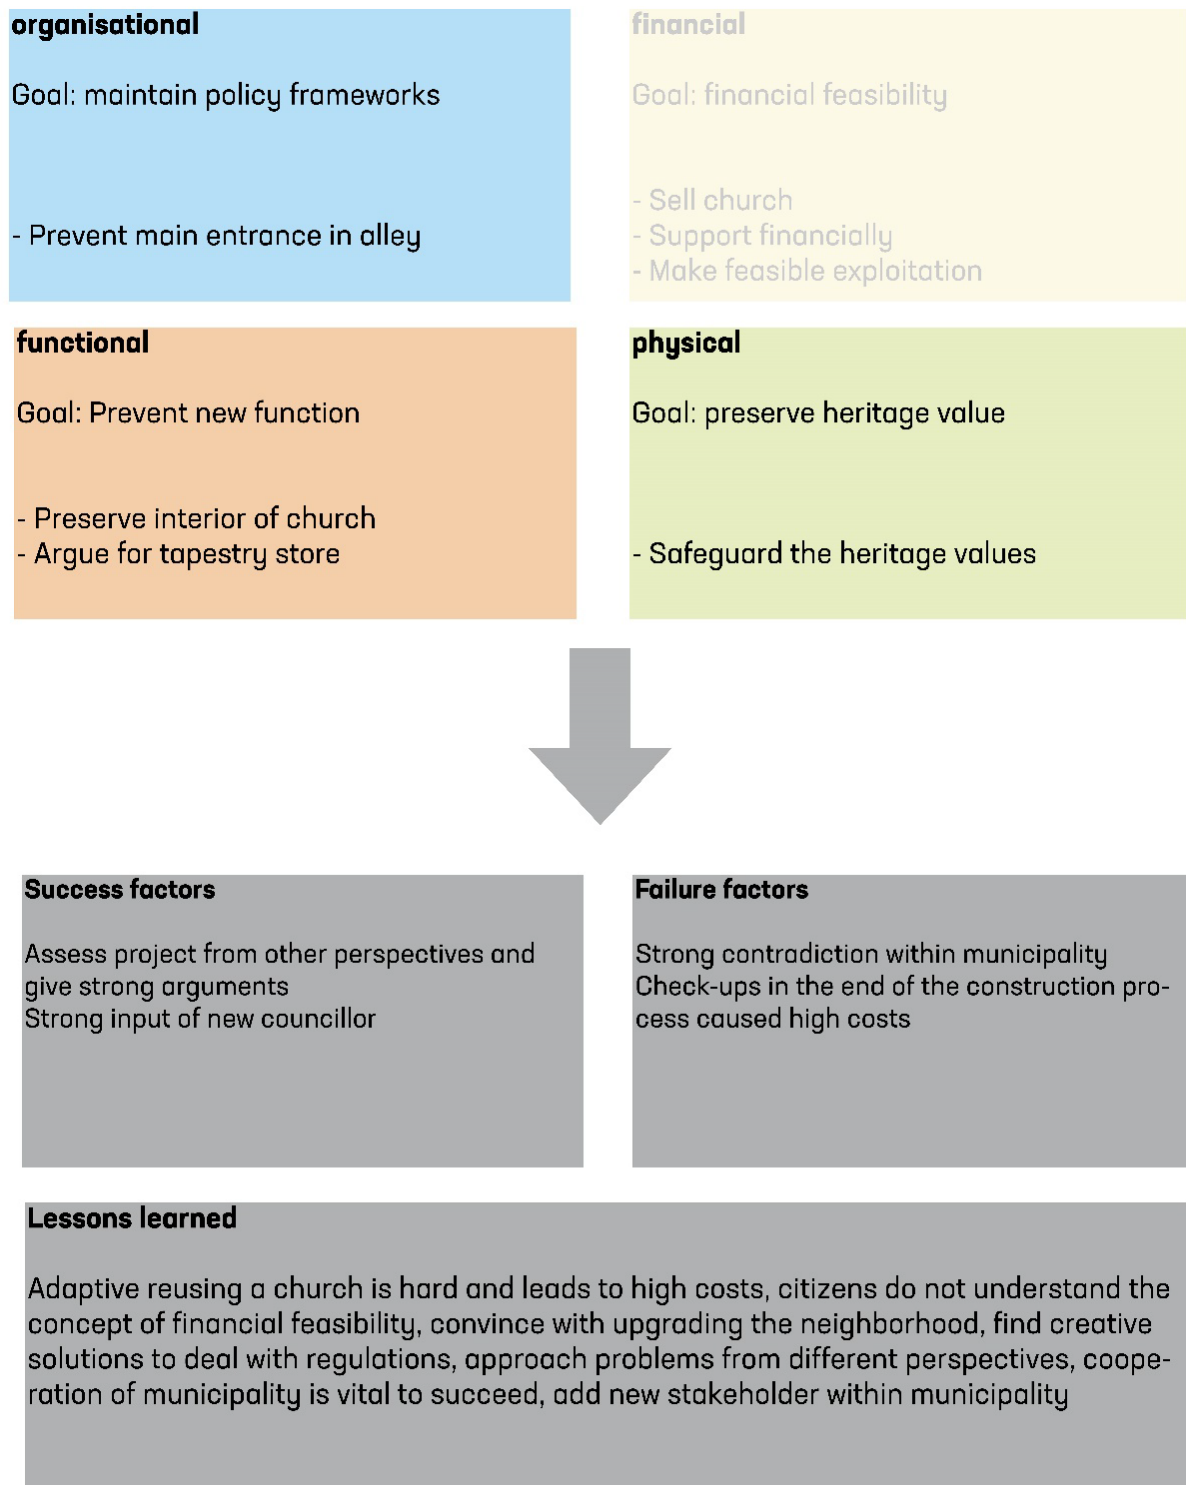 organisational
Goal: maintain policy frameworks
- Prevent main entrance in alley
financial
Goal: financial feasibility
- Sell church
- Support financially
- Make feasible exploitation
functional
Goal: Prevent new function
- Preserve interior of church
- Argue for tapestry store
physical
Goal: preserve heritage value
- Safeguard the heritage values
Success factors
Assess project from other perspectives and
give strong arguments
Strong input of new councillor
Failure factors
Strong contradiction within municipality
Check-ups in the end of the construction pro-
cess caused high costs
Lessons learned
Adaptive reusing a church is hard and leads to high costs, citizens do not understand the
concept of financial feasibility, convince with upgrading the neighborhood, find creative
solutions to deal with regulations, approach problems from different perspectives, coope-
ration of municipality is vital to succeed, add new stakeholder within municipality